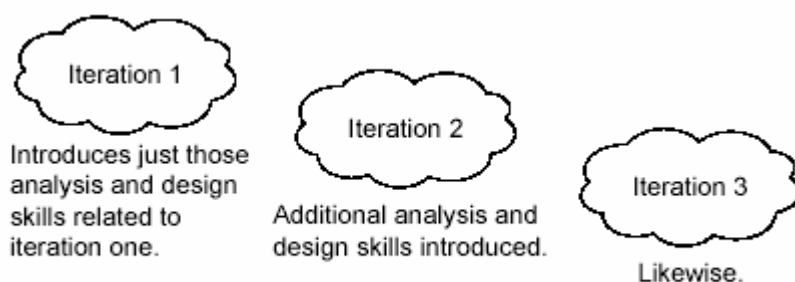 Iteration 1
Introduces just those
analysis and design
skills related to
iteration one.
Iteration 2
Additional analysis and
design skills introduced.
Iteration 3
Likewise.